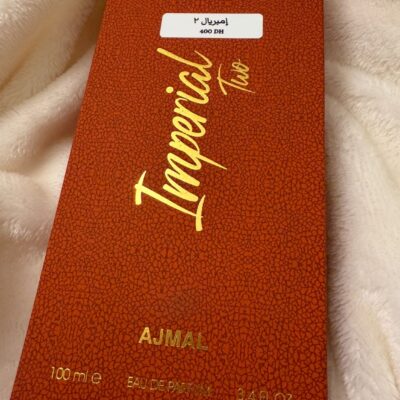 إمبريال ٢
400 DH
Imperial
Two
AJMAL
100 ml e EAU DE PARFUM 3.4 FL.OZ